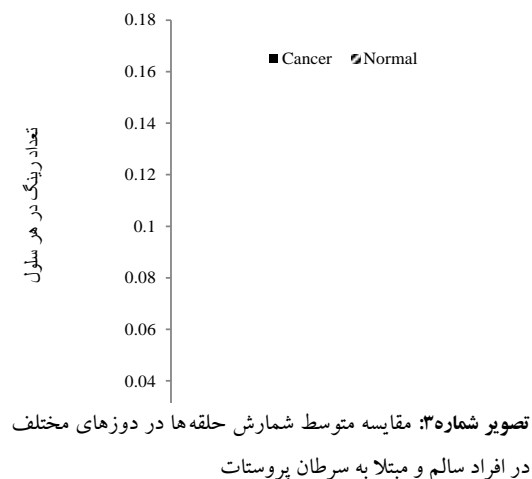 0.18
Cancer Normal
0.16
0.14
0.12
0.1
0.08
0.06
0.04
تعداد رینگ در هر سلول
تصویر شماره۳: مقایسه متوسط شمارش حلقه‌ها در دوزهای مختلف
در افراد سالم و مبتلا به سرطان پروستات